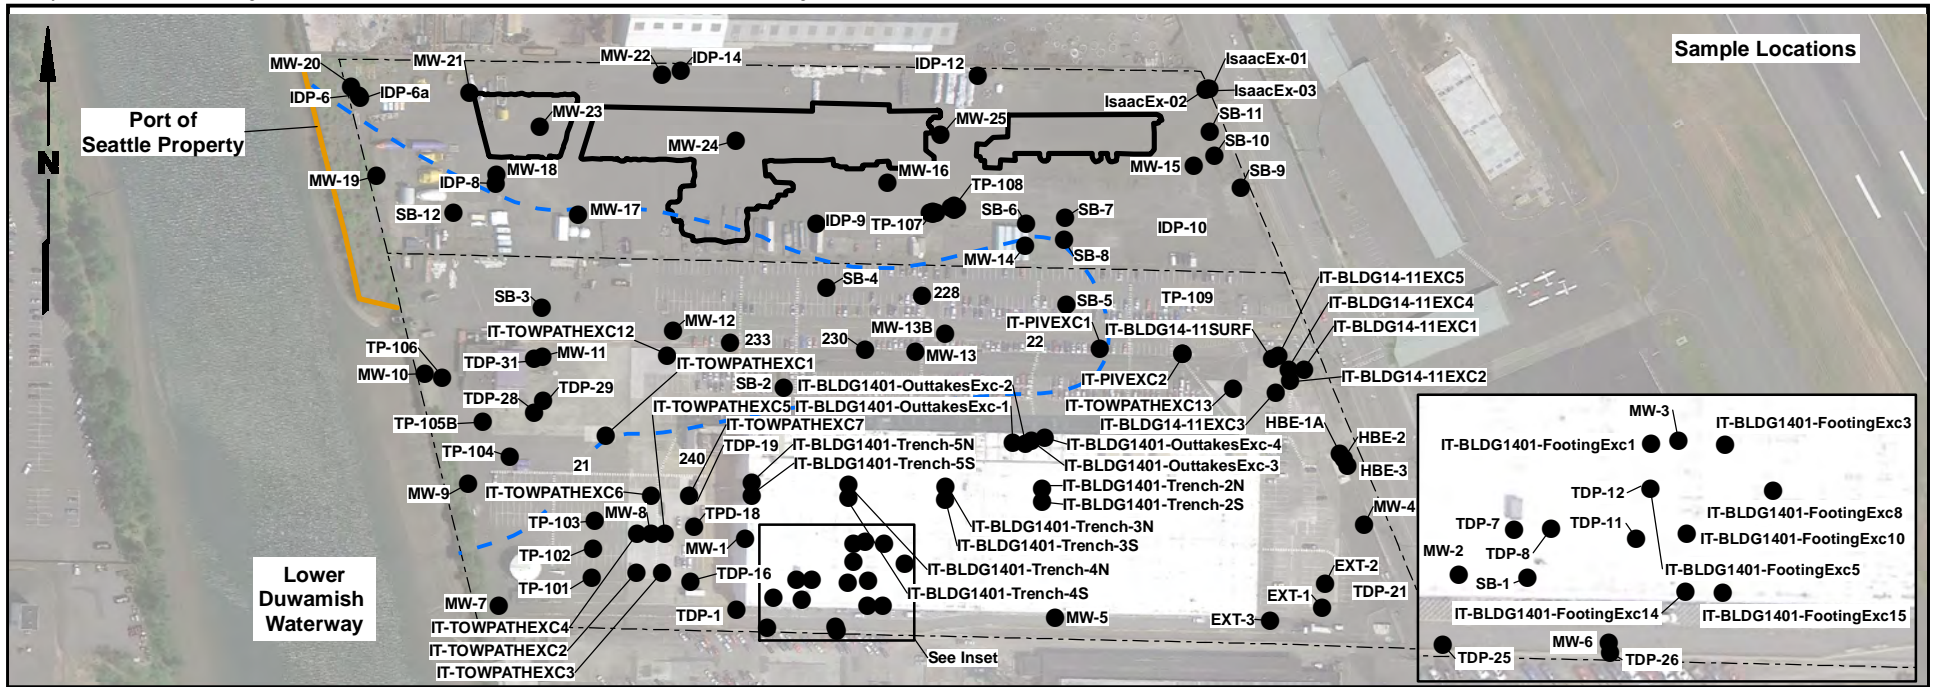 Sample Locations
N
Port of
Seattle Property
Lower
Duwamish
Waterway
MW-20
MW-21
MW-22
IDP-14
IDP-12
IsaacEx-01
IDP-6
IDP-6a
IsaacEx-02
IsaacEx-03
MW-23
MW-25
SB-11
SB-10
MW-24
MW-15
SB-9
MW-19
MW-18
IDP-8
MW-16
TP-108
SB-12
MW-17
IDP-9
TP-107
SB-6
SB-7
IDP-10
MW-14
SB-8
SB-4
IT-BLDG14-11EXC5
SB-3
228
SB-5
TP-109
IT-BLDG14-11EXC4
IT-TOWPATHEXC12
MW-12
MW-13B
IT-PIVEXC1
IT-BLDG14-11SURF
IT-BLDG14-11EXC1
TP-106
TDP-31
MW-11
233
230
MW-13
22
IT-TOWPATHEXC1
MW-10
SB-2
IT-BLDG1401-OuttakesExc-2
IT-PIVEXC2
IT-BLDG14-11EXC2
TDP-29
TDP-28
IT-TOWPATHEXC5
IT-BLDG1401-OuttakesExc-1
IT-TOWPATHEXC13
TP-105B
IT-TOWPATHEXC7
IT-BLDG14-11EXC3
HBE-1A
HBE-2
TDP-19
IT-BLDG1401-Trench-5N
IT-BLDG1401-OuttakesExc-4
TP-104
21
240
IT-BLDG1401-Trench-5S
IT-BLDG1401-OuttakesExc-3
HBE-3
MW-9
IT-TOWPATHEXC6
IT-BLDG1401-Trench-2N
IT-BLDG1401-Trench-2S
MW-8
TP-103
TPD-18
IT-BLDG1401-Trench-3N
MW-4
TP-102
MW-1
IT-BLDG1401-Trench-3S
IT-BLDG1401-Trench-4N
EXT-2
TP-101
TDP-16
IT-BLDG1401-Trench-4S
EXT-1
TDP-21
MW-7
TDP-1
MW-5
EXT-3
IT-TOWPATHEXC4
IT-TOWPATHEXC2
IT-TOWPATHEXC3
See Inset
MW-3
IT-BLDG1401-FootingExc3
IT-BLDG1401-FootingExc1
TDP-12
IT-BLDG1401-FootingExc8
TDP-7
TDP-11
IT-BLDG1401-FootingExc10
MW-2
TDP-8
IT-BLDG1401-FootingExc5
SB-1
IT-BLDG1401-FootingExc14
IT-BLDG1401-FootingExc15
MW-6
TDP-25
TDP-26